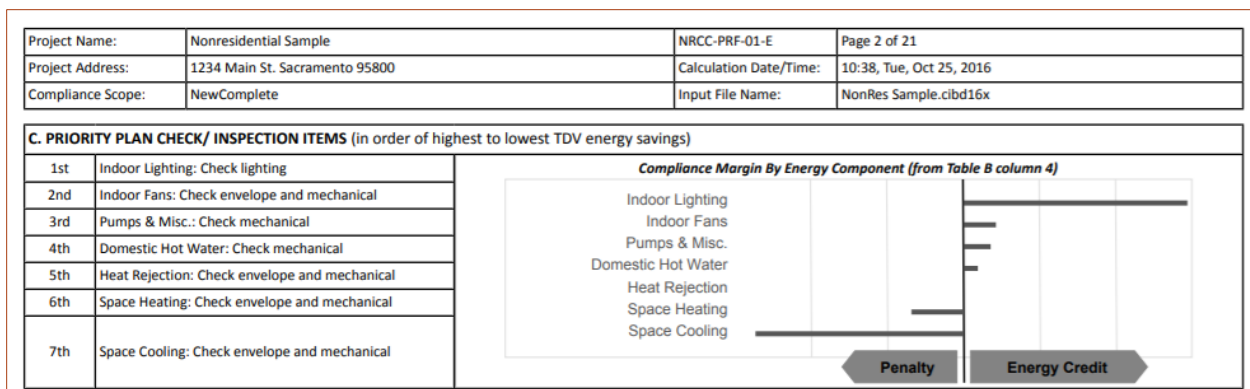 Project Name: Nonresidential Sample NRCC-PRF-01-E Page 2 of 21
Project Address: 1234 Main St. Sacramento 95800 Calculation Date/Time: 10:38, Tue, Oct 25, 2016
Compliance Scope: NewComplete Input File Name: NonRes Sample.cibd16x
C. PRIORITY PLAN CHECK/ INSPECTION ITEMS (in order of highest to lowest TDV energy savings)
1st Indoor Lighting: Check lighting
2nd Indoor Fans: Check envelope and mechanical
3rd Pumps & Misc.: Check mechanical
4th Domestic Hot Water: Check mechanical
5th Heat Rejection: Check envelope and mechanical
6th Space Heating: Check envelope and mechanical
7th Space Cooling: Check envelope and mechanical
Compliance Margin By Energy Component (from Table B column 4)
Indoor Lighting
Indoor Fans
Pumps & Misc.
Domestic Hot Water
Heat Rejection
Space Heating
Space Cooling
Penalty Energy Credit